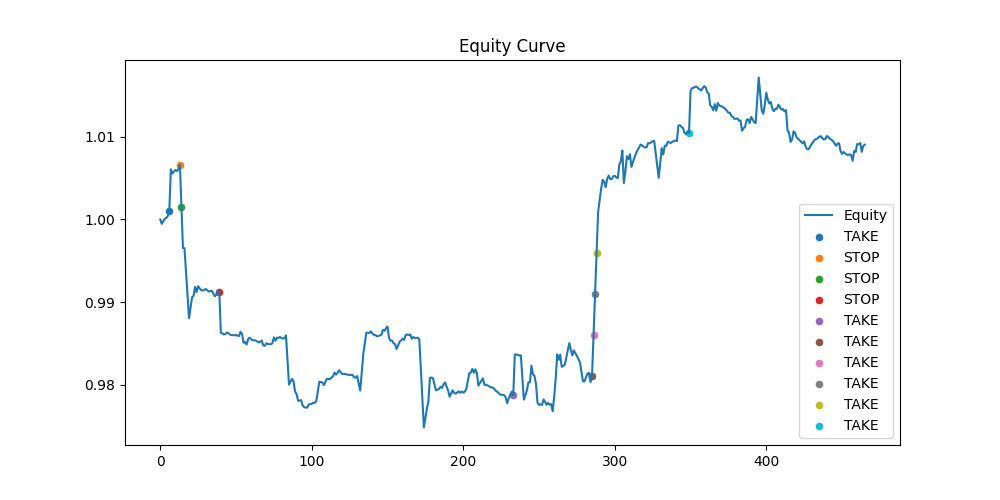 Equity Curve
1.01
1.00
0.99
0.98
0
100
200
300
400
Equity
TAKE
STOP
STOP
STOP
TAKE
TAKE
TAKE
TAKE
TAKE
TAKE